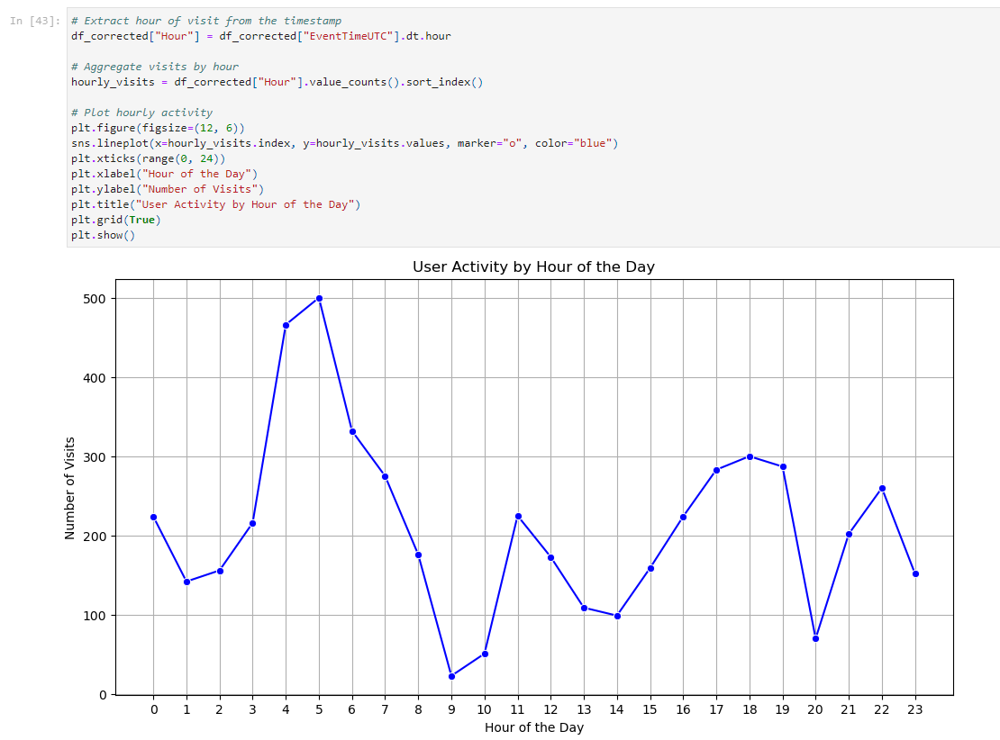 In [43]:
# Extract hour of visit from the timestamp
df_corrected["Hour"] = df_corrected["EventTimeUTC"].dt.hour
# Aggregate visits by hour
hourly_visits = df_corrected["Hour"].value_counts().sort_index()
# Plot hourly activity
plt.figure(figsize=(12, 6))
sns.lineplot(x=hourly_visits.index, y=hourly_visits.values, marker="o", color="blue")
plt.xticks(range(0, 24))
plt.xlabel("Hour of the Day")
plt.ylabel("Number of Visits")
plt.title("User Activity by Hour of the Day")
plt.grid(True)
plt.show()
User Activity by Hour of the Day
Number of Visits
500
400
300
200
100
0
0 1 2 3 4 5 6 7 8 9 10 11 12 13 14 15 16 17 18 19 20 21 22 23
Hour of the Day